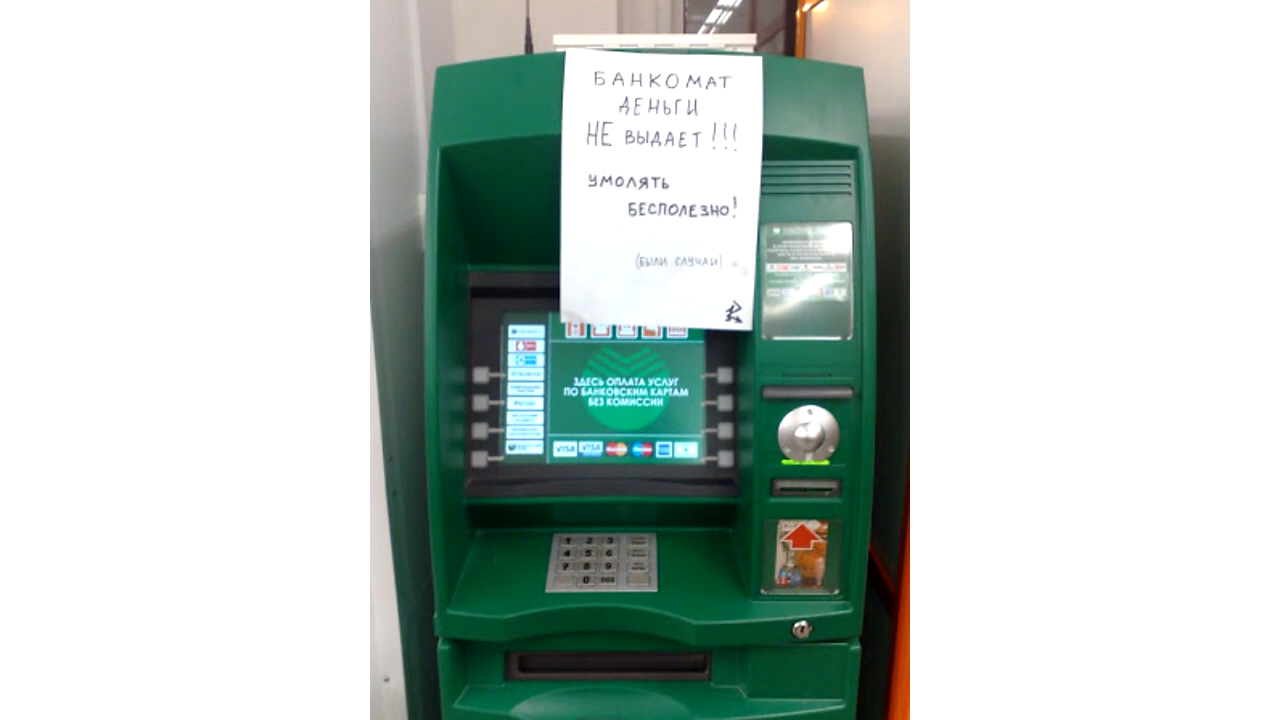 БАНКОМАТ
ДЕНЬГИ
НЕ ВЫДАЕТ!!!
УМОЛЯТЬ
БЕСПОЛЕЗНО!
(БЫЛИ СЛУЧАИ)
ЗДЕСЬ ОПЛАТА УСЛУГ
ПО БАНКОВСКИМ КАРТАМ
БЕЗ КОМИССИИ
VISA VISA
1 2 3
4 5 6
7 8 9
0 000